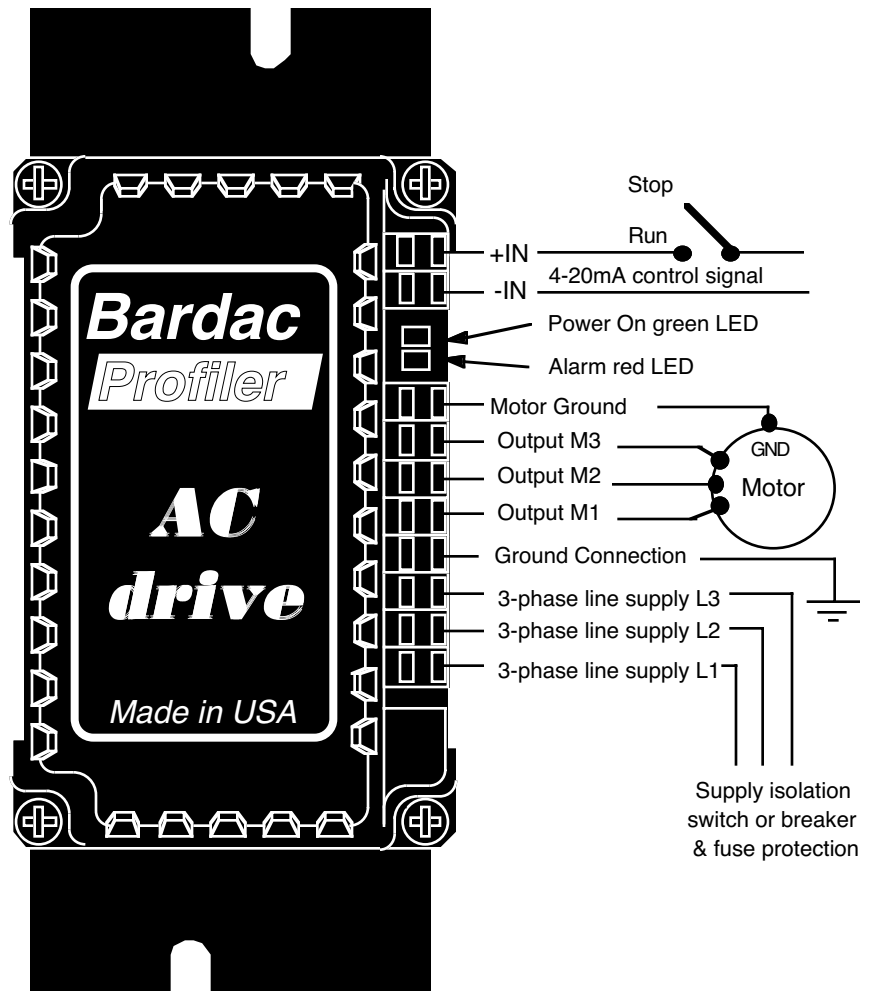 Bardac
Profiler
AC
drive
Made in USA
Stop
Run
+IN
4-20mA control signal
-IN
Power On green LED
Alarm red LED
Motor Ground
Output M3
GND
Output M2
Motor
Output M1
Ground Connection
3-phase line supply L3
3-phase line supply L2
3-phase line supply L1
Supply isolation
switch or breaker
& fuse protection